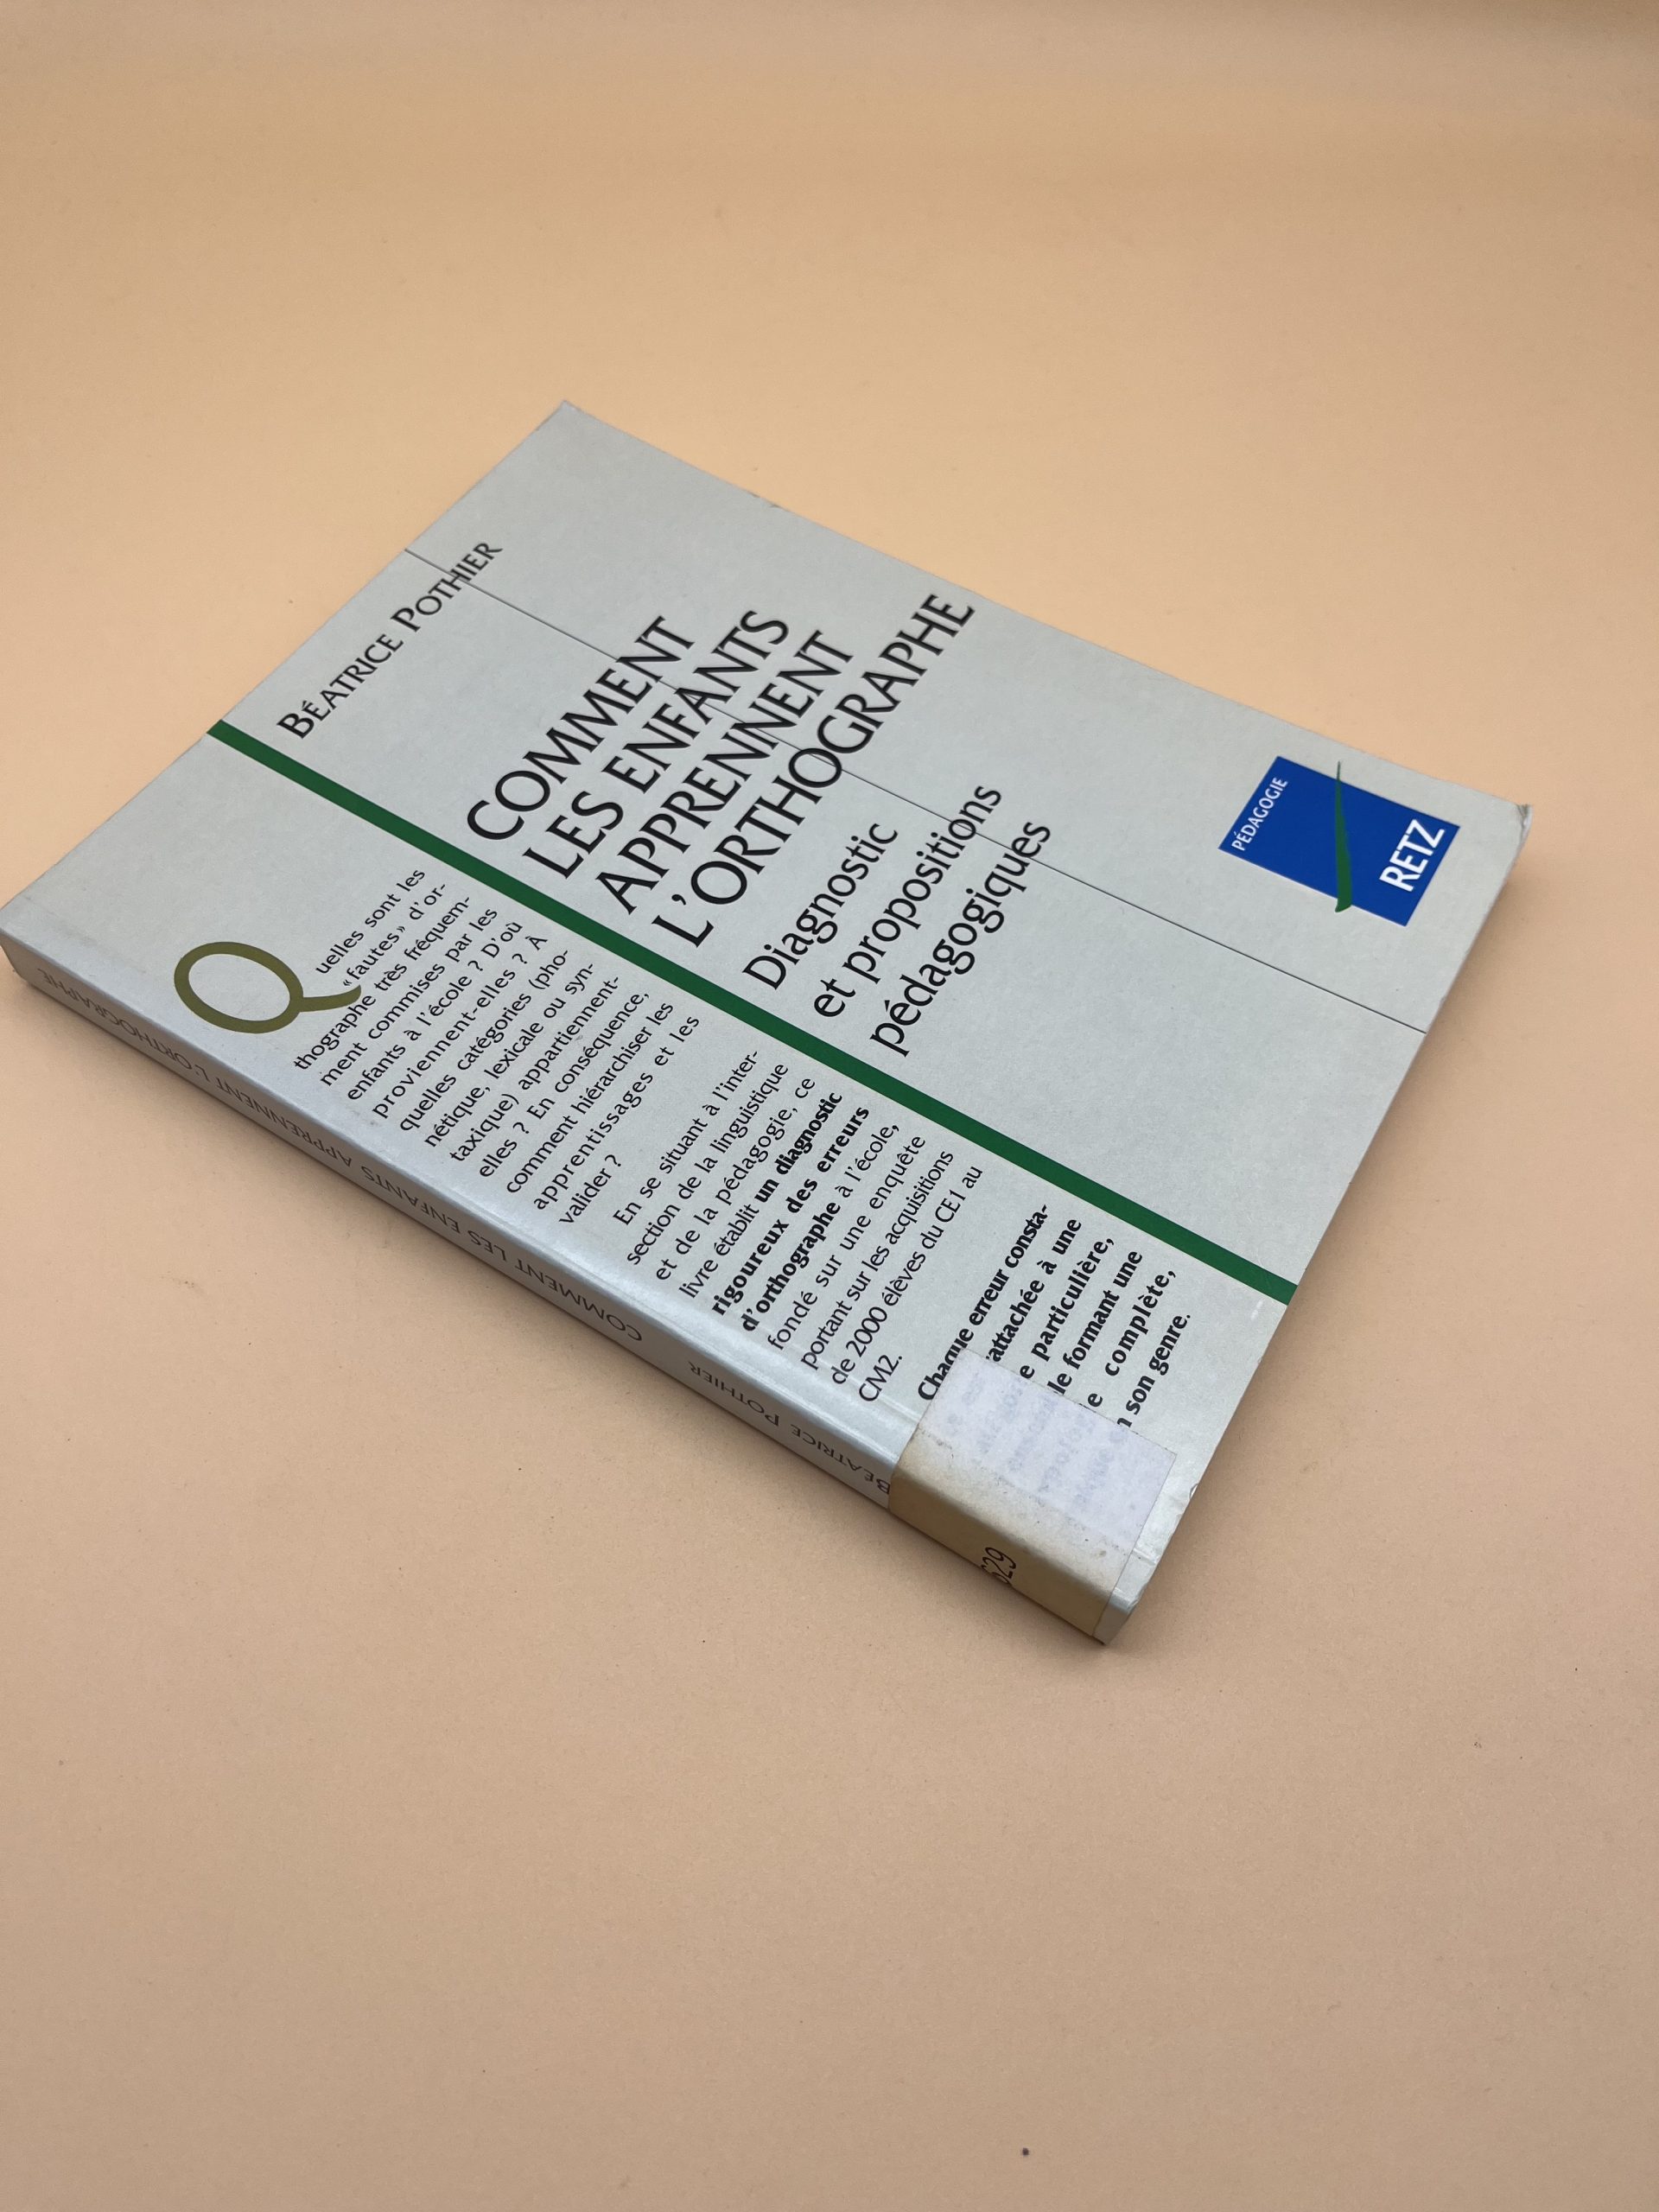 BÉATRICE POTHIER
COMMENT
LES ENFANTS
APPRENNENT
L'ORTHOGRAPHE
Diagnostic
et propositions
pédagogiques
PÉDAGOGIE
RETZ
Quelles sont les
«fautes» d'or-
thographe très fréquem-
ment commises par les
enfants à l'école ? D'où
proviennent-elles ? À
quelles catégories (pho-
nétique, lexicale ou syn-
taxique) appartiennent-
elles ? En conséquence,
comment hiérarchiser les
apprentissages et les
valider ?
En se situant à l'inter-
section de la linguistique
et de la pédagogie, ce
livre établit un diagnostic
rigoureux des erreurs
d'orthographe à l'école,
fondé sur une enquête
portant sur les acquisitions
de 2000 élèves du CE1 au
CM2.
Chaque erreur consta-
attachée à une
particulière,
formant une
complète,
son genre.
BÉATRICE POTHIER COMMENT LES ENFANTS APPRENNENT L'ORTHOGRAPHE
629